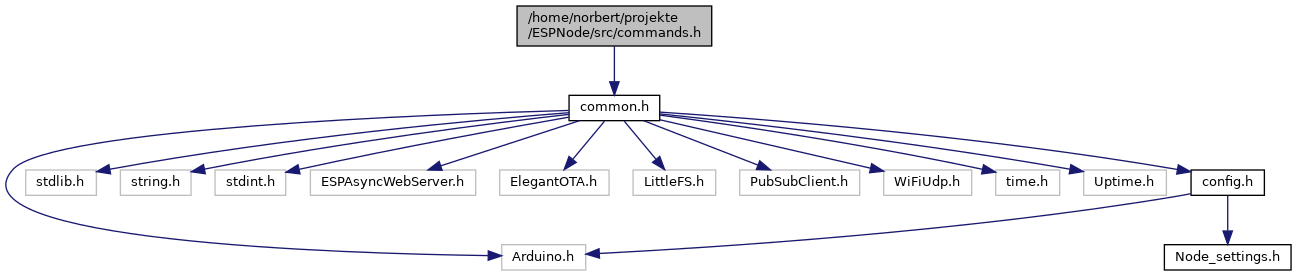 /home/norbert/projekte
/ESPNode/src/commands.h
common.h
stdlib.h
string.h
stdint.h
ESPAsyncWebServer.h
ElegantOTA.h
LittleFS.h
PubSubClient.h
WiFiUdp.h
time.h
Uptime.h
config.h
Arduino.h
Node_settings.h